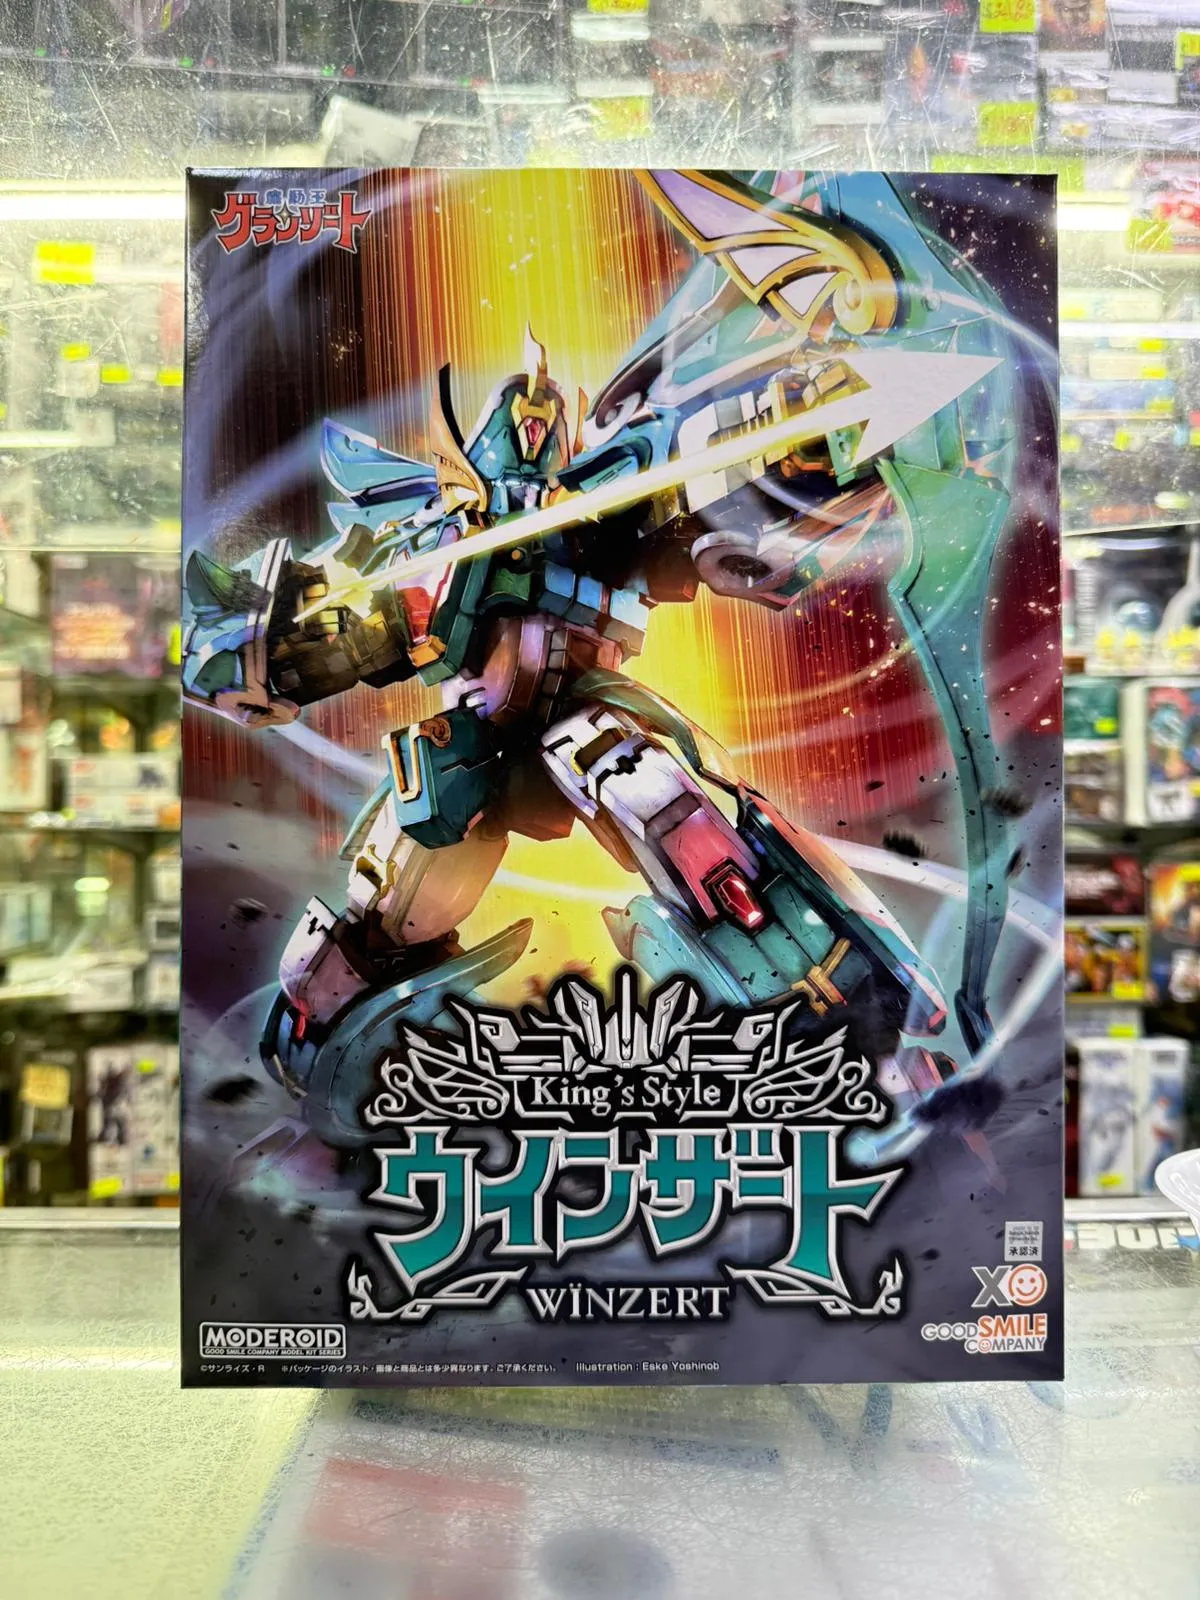 魔動王
グランゾート
King's Style
ウインザート
WÏNZERT
承認済
XO
GOOD SMILE
COMPANY
MODEROID
GOOD SMILE COMPANY MODEL KIT SERIES
©サンライズ・R ※パッケージのイラスト・画像と商品とは多少異なります。ご了承ください。 Illustration : Eske Yoshinob